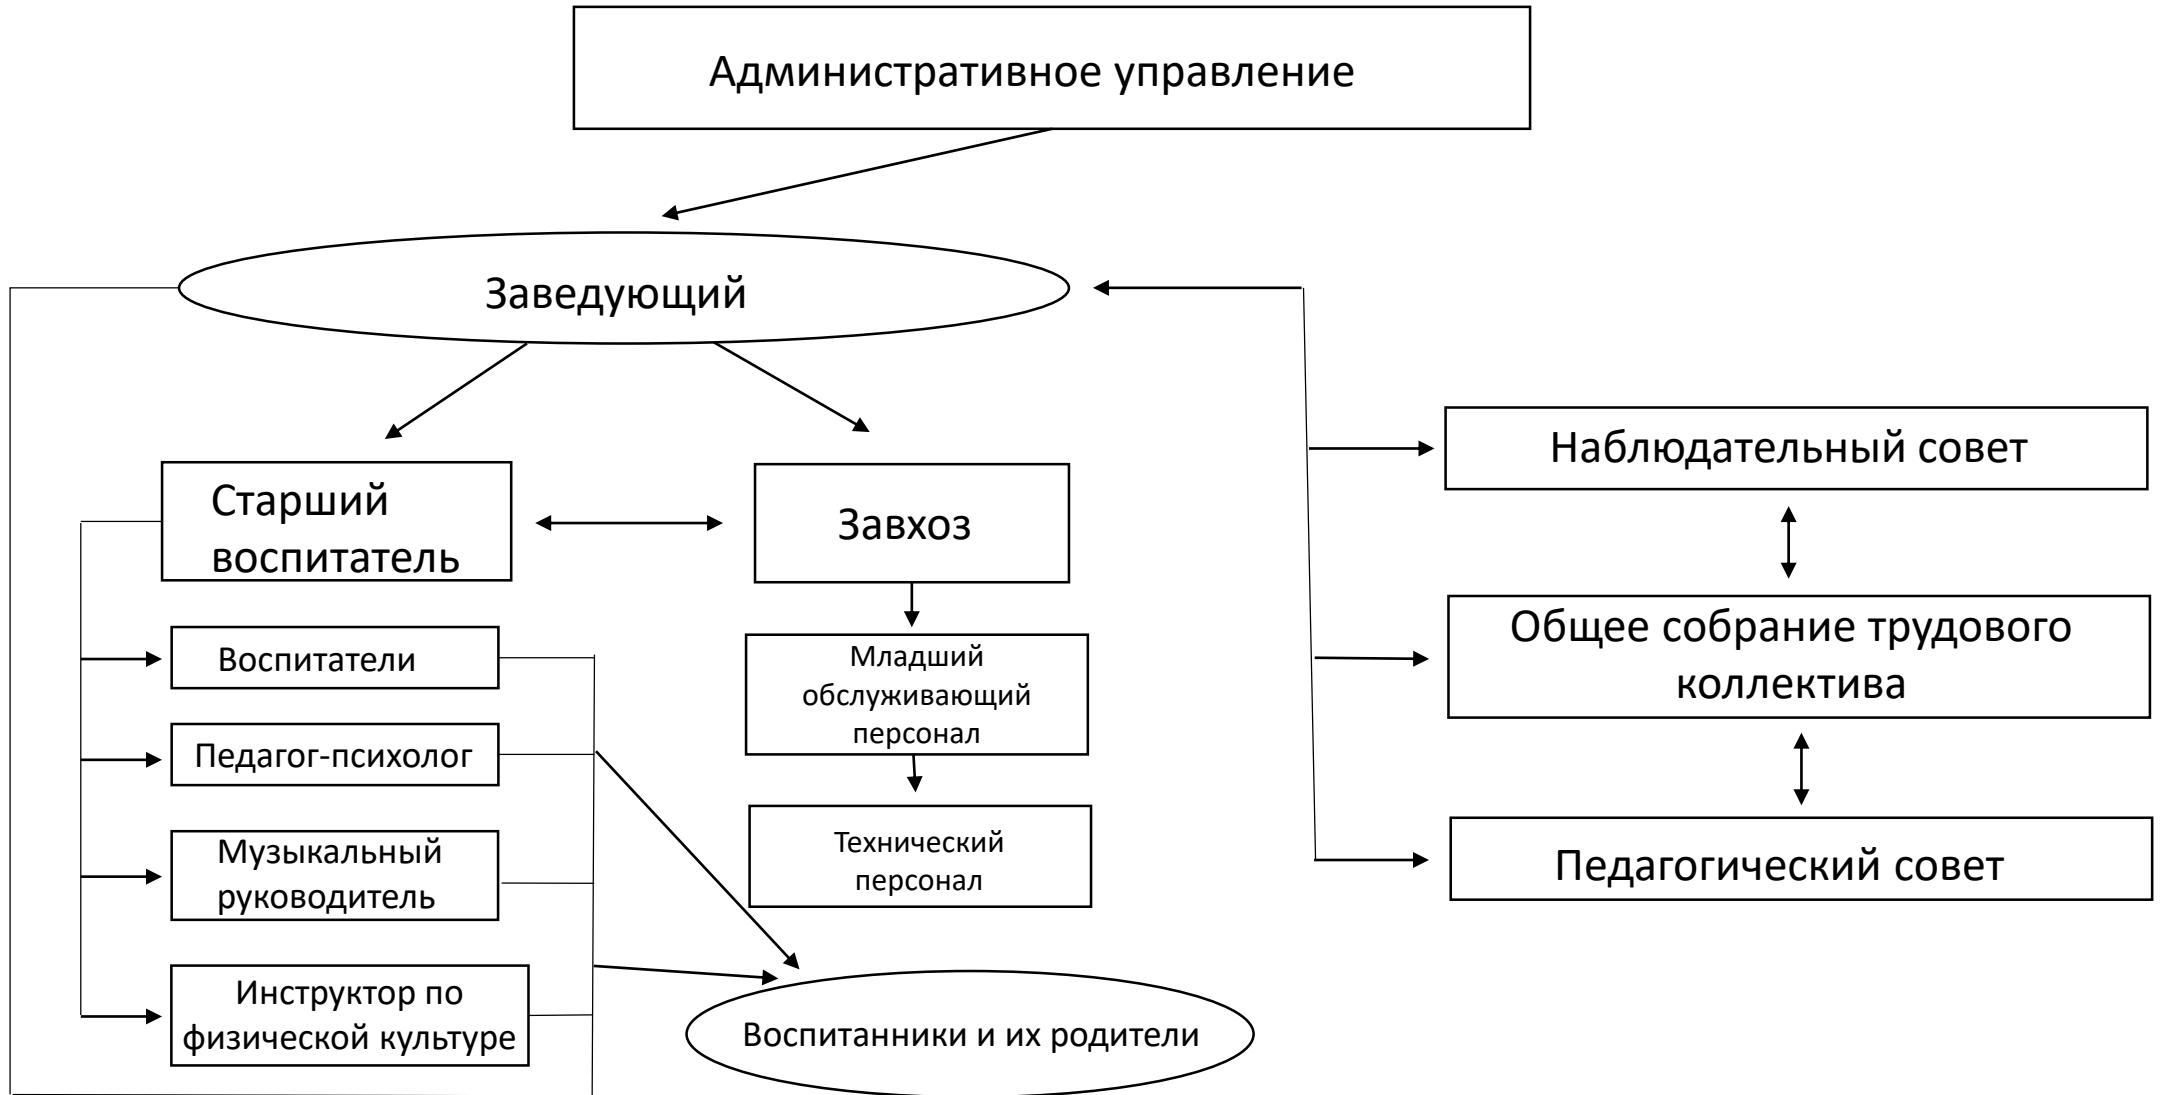 Административное управление
Заведующий
Старший
воспитатель
Завхоз
Воспитатели
Педагог-психолог
Музыкальный
руководитель
Инструктор по
физической культуре
Младший
обслуживающий
персонал
Технический
персонал
Воспитанники и их родители
Наблюдательный совет
Общее собрание трудового
коллектива
Педагогический совет